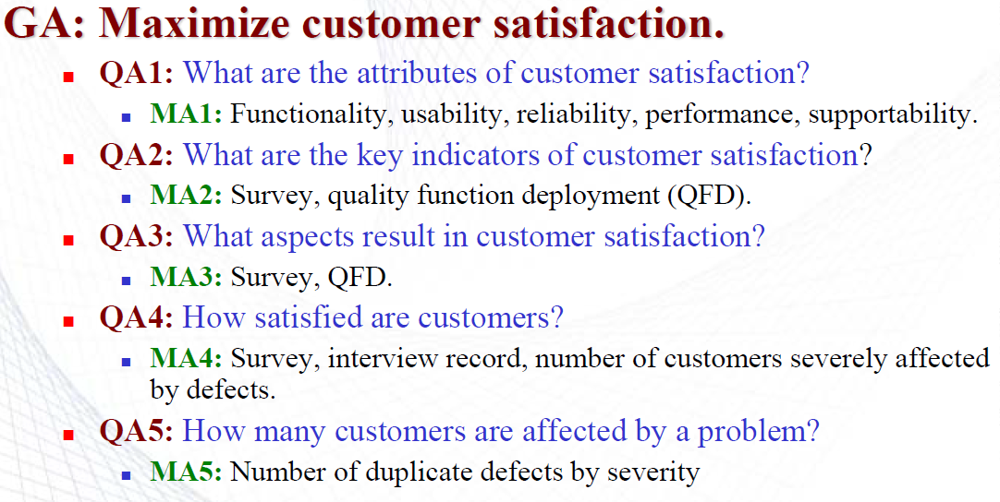 GA: Maximize customer satisfaction.
QA1: What are the attributes of customer satisfaction?
MA1: Functionality, usability, reliability, performance, supportability.
QA2: What are the key indicators of customer satisfaction?
MA2: Survey, quality function deployment (QFD).
QA3: What aspects result in customer satisfaction?
MA3: Survey, QFD.
QA4: How satisfied are customers?
MA4: Survey, interview record, number of customers severely affected
by defects.
QA5: How many customers are affected by a problem?
MA5: Number of duplicate defects by severity